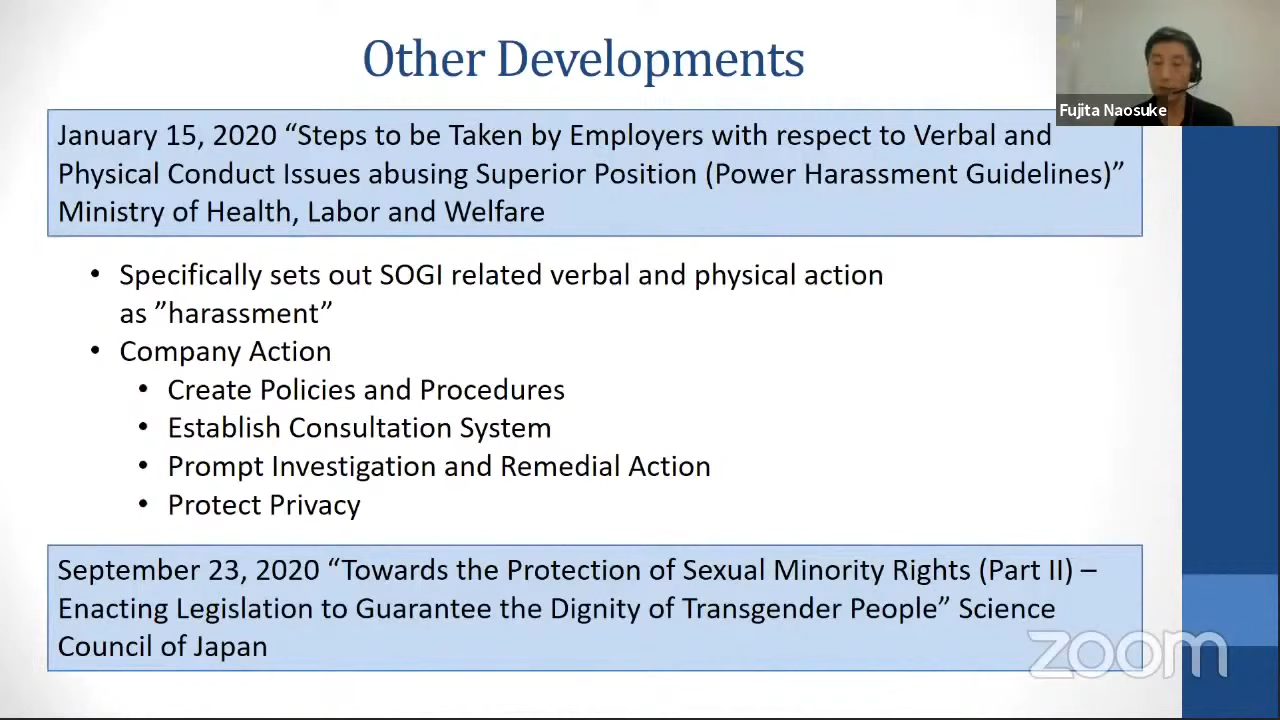 Other Developments
Fujita Naosuke
January 15, 2020 “Steps to be Taken by Employers with respect to Verbal and
Physical Conduct Issues abusing Superior Position (Power Harassment Guidelines)”
Ministry of Health, Labor and Welfare
• Specifically sets out SOGI related verbal and physical action
as ”harassment”
• Company Action
• Create Policies and Procedures
• Establish Consultation System
• Prompt Investigation and Remedial Action
• Protect Privacy
September 23, 2020 “Towards the Protection of Sexual Minority Rights (Part II) –
Enacting Legislation to Guarantee the Dignity of Transgender People” Science
Council of Japan
zoom